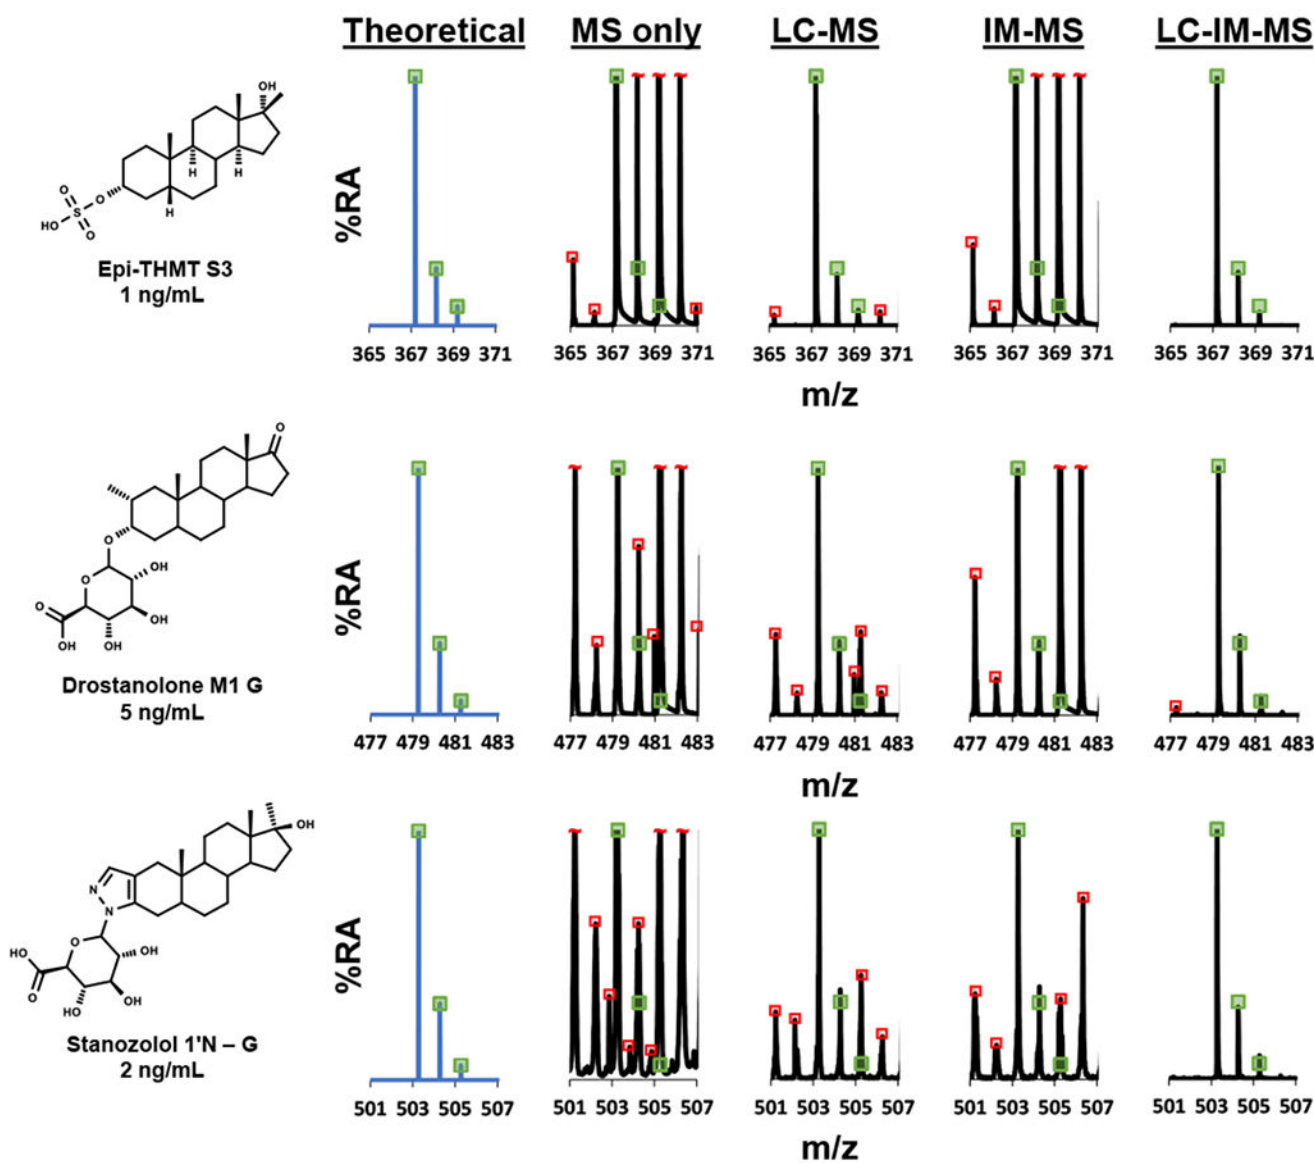 Theoretical MS only LC-MS IM-MS LC-IM-MS
OH
H H
O
O
S
HO O
H
%RA
Epi-THMT S3
1 ng/mL
365 367 369 371 365 367 369 371 365 367 369 371 365 367 369 371 365 367 369 371
m/z
O
O
O OH
O
OH
OH OH
%RA
Drostanolone M1 G
5 ng/mL
477 479 481 483 477 479 481 483 477 479 481 483 477 479 481 483 477 479 481 483
m/z
OH
N
N
HO O OH
O
HO OH
%RA
Stanozolol 1'N – G
2 ng/mL
501 503 505 507 501 503 505 507 501 503 505 507 501 503 505 507 501 503 505 507
m/z